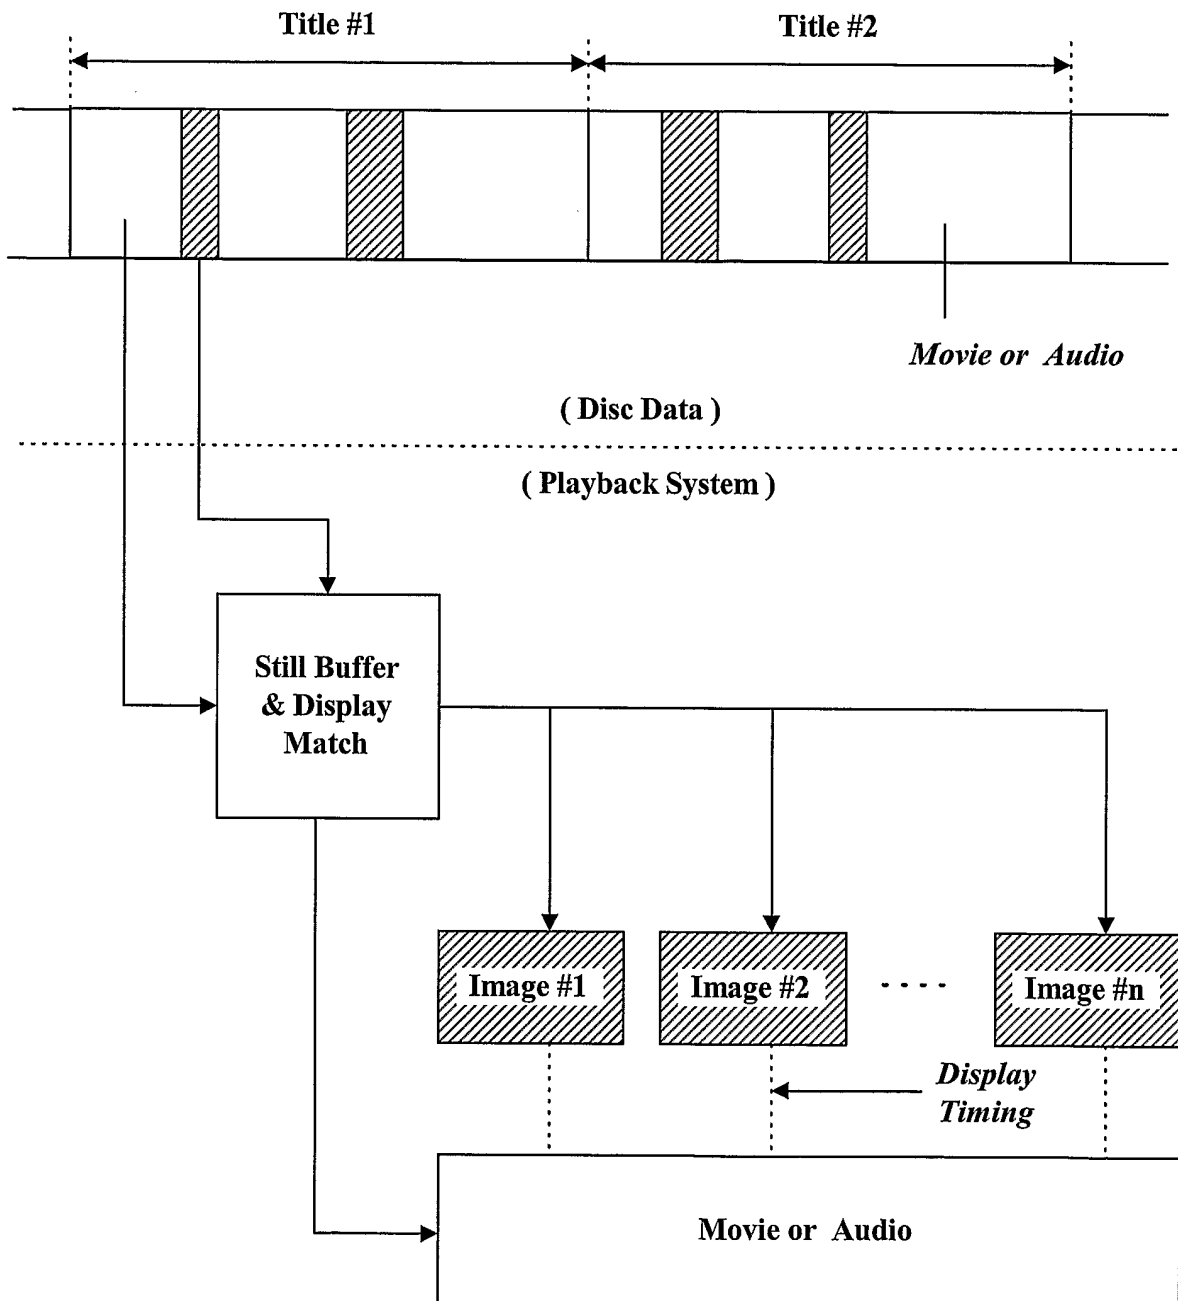 Title #1
Title #2
Movie or Audio
( Disc Data )
( Playback System )
Still Buffer
& Display
Match
Image #1
Image #2
. . . .
Image #n
Display
Timing
Movie or Audio